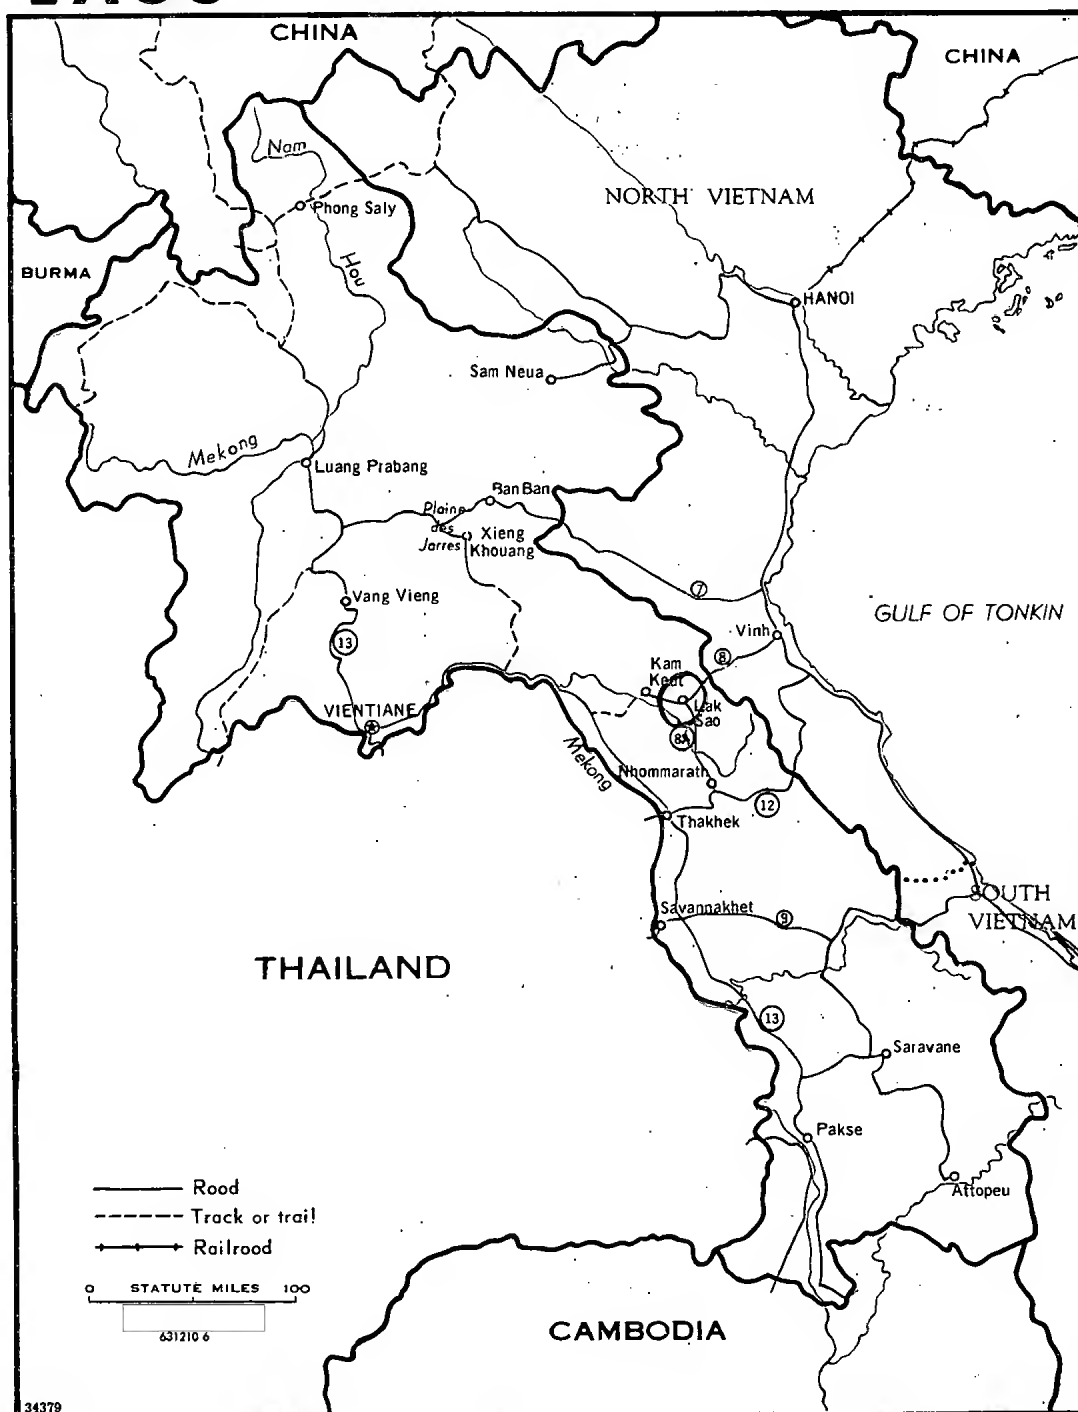 CHINA
CHINA
Nam
NORTH VIETNAM
Phong Saly
BURMA
Hou
HANOI
Sam Neua
Mekong
Luang Prabang
Ban Ban
Plaine
des
Jarres
Xieng
Khouang
7
Vang Vieng
GULF OF TONKIN
Vinh
13
8
Kam
Keut
Lak
Sao
VIENTIANE
8A
Mekong
Nhommarath
12
Thakhek
SOUTH
VIETNAM
Savannakhet
9
THAILAND
13
Saravane
Pakse
Attopeu
Rood
Track or trail
Railrood
0 STATUTE MILES 100
631210 6
CAMBODIA
34379